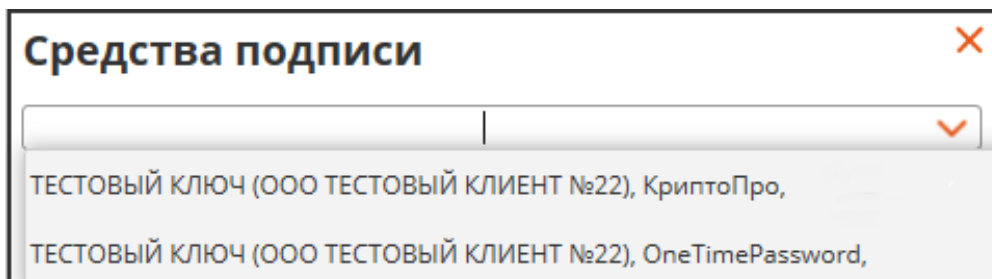 Средства подписи
ТЕСТОВЫЙ КЛЮЧ (ООО ТЕСТОВЫЙ КЛИЕНТ №22), КриптоПро,
ТЕСТОВЫЙ КЛЮЧ (ООО ТЕСТОВЫЙ КЛИЕНТ №22), OneTimePassword,